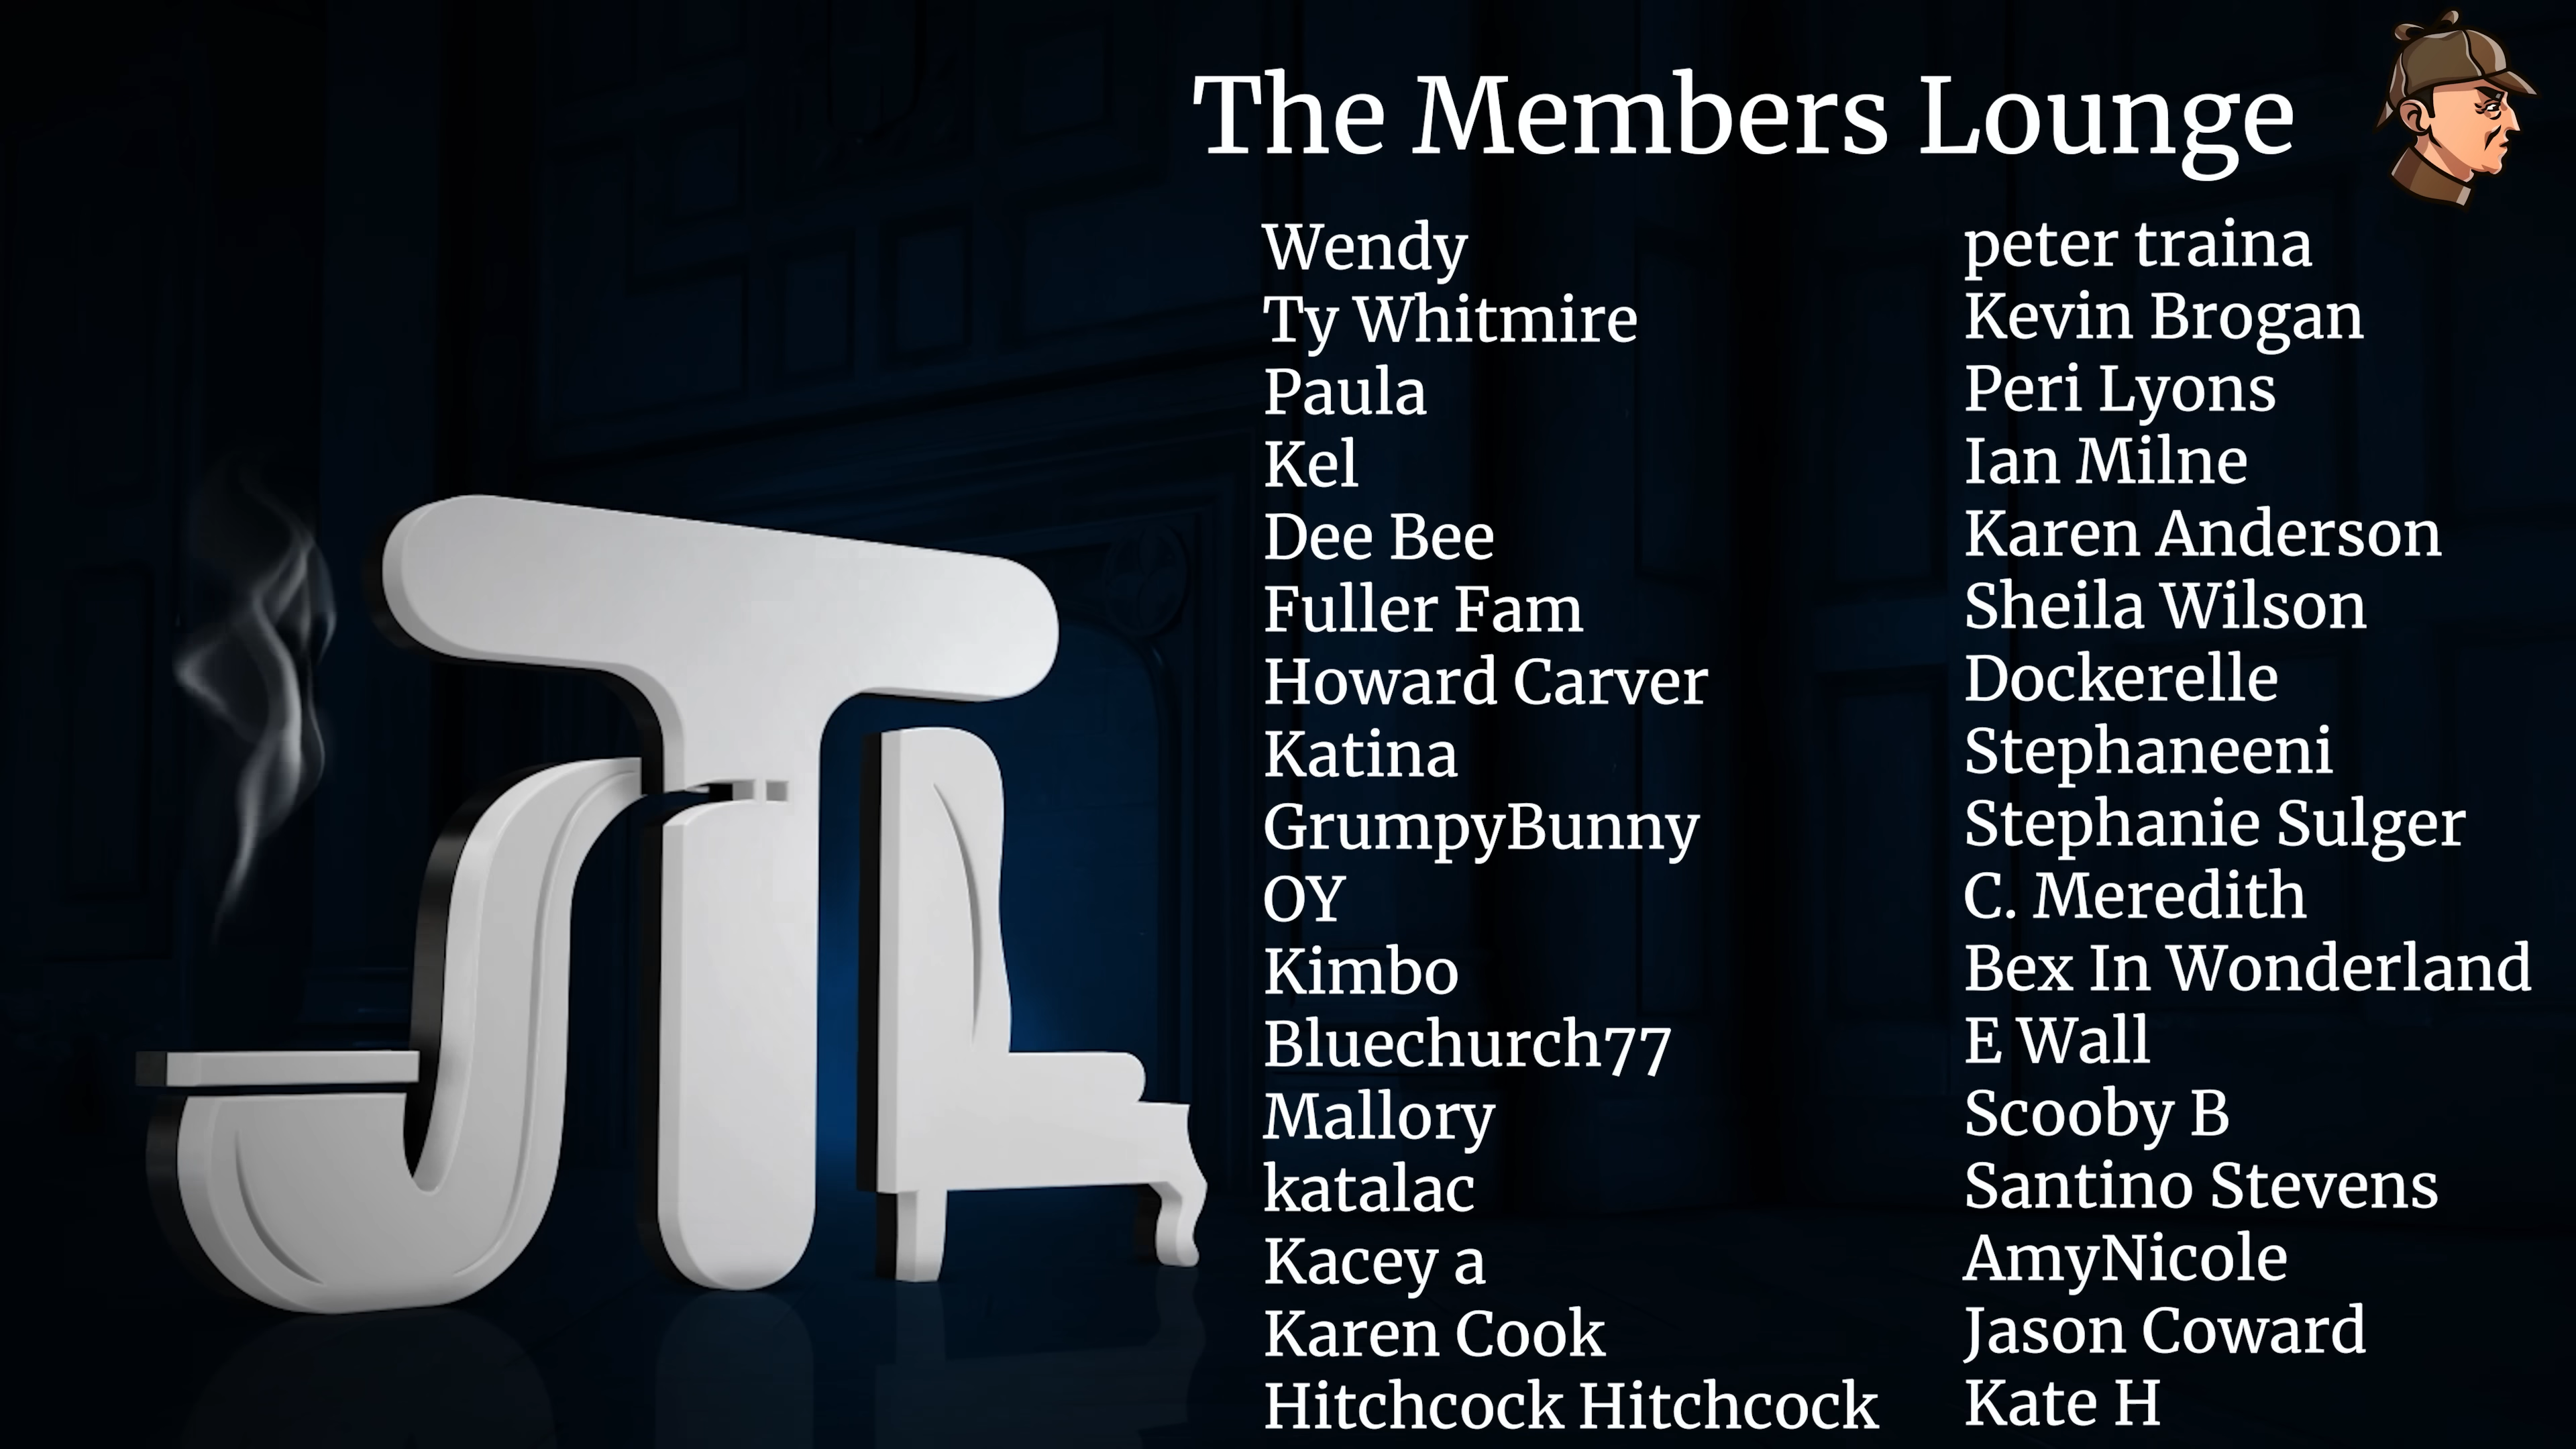 The Members Lounge
Wendy
Ty Whitmire
Paula
Kel
Dee Bee
Fuller Fam
Howard Carver
Katina
GrumpyBunny
OY
Kimbo
Bluechurch77
Mallory
katalac
Kacey a
Karen Cook
Hitchcock Hitchcock
peter traina
Kevin Brogan
Peri Lyons
Ian Milne
Karen Anderson
Sheila Wilson
Dockerelle
Stephaneeni
Stephanie Sulger
C. Meredith
Bex In Wonderland
E Wall
Scooby B
Santino Stevens
AmyNicole
Jason Coward
Kate H
JTL